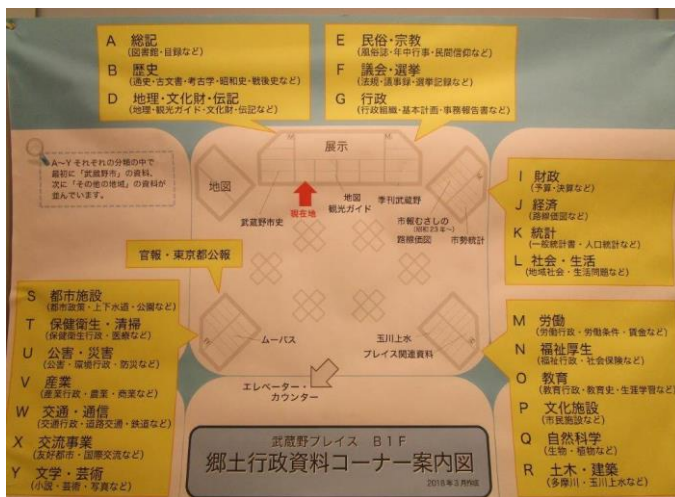 A 総記
(図書館・目録など)
B 歴史
(通史・古文書・考古学・昭和史・戦後史など)
D 地理・文化財・伝記
(地理・観光ガイド・文化財・伝記など)
E 民俗・宗教
(風俗誌・年中行事・民間信仰など)
F 議会・選挙
(法規・議事録・選挙記録など)
G 行政
(行政組織・基本計画・事務報告書など)
A〜Y それぞれの分類の中で
最初に「武蔵野市」の資料、
次に「その他の地域」の資料が
並んでいます。
展示
地図
現在地
武蔵野市史
地図
観光ガイド
季刊武蔵野
市報むさしの
(昭和23年〜)
路線価図
市勢統計
I 財政
(予算・決算など)
J 経済
(路線価図など)
K 統計
(一般統計書・人口統計など)
L 社会・生活
(地域社会・生活問題など)
官報・東京都公報
S 都市施設
(都市政策・上下水道・公園など)
T 保健衛生・清掃
(保健衛生行政・医療など)
U 公害・災害
(公害・環境行政・防災など)
V 産業
(産業行政・農業・商業など)
W 交通・通信
(交通行政・道路交通・鉄道など)
X 交流事業
(友好都市・国際交流など)
Y 文学・芸術
(小説・芸術・写真など)
ムーバス
玉川上水
プレイス関連資料
エレベーター・
カウンター
M 労働
(労働行政・労働条件・賃金など)
N 福祉厚生
(福祉行政・社会保険など)
O 教育
(教育行政・教育史・生涯学習など)
P 文化施設
(市民施設など)
Q 自然科学
(生物・植物など)
R 土木・建築
(多摩川・玉川上水など)
武蔵野プレイス B1F
郷土行政資料コーナー案内図
2018年3月作成